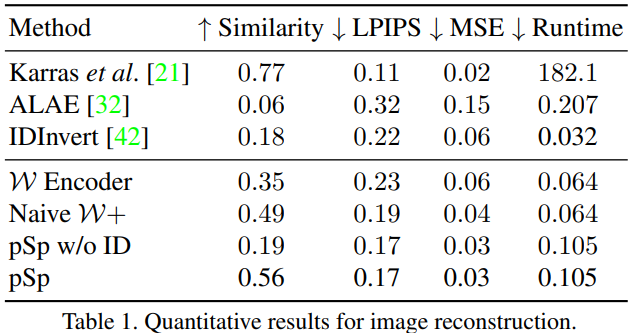 Method ↑ Similarity ↓ LPIPS ↓ MSE ↓ Runtime
Karras et al. [21] 0.77 0.11 0.02 182.1
ALAE [32] 0.06 0.32 0.15 0.207
IDInvert [42] 0.18 0.22 0.06 0.032
𝒲 Encoder 0.35 0.23 0.06 0.064
Naive 𝒲+ 0.49 0.19 0.04 0.064
pSp w/o ID 0.19 0.17 0.03 0.105
pSp 0.56 0.17 0.03 0.105
Table 1. Quantitative results for image reconstruction.